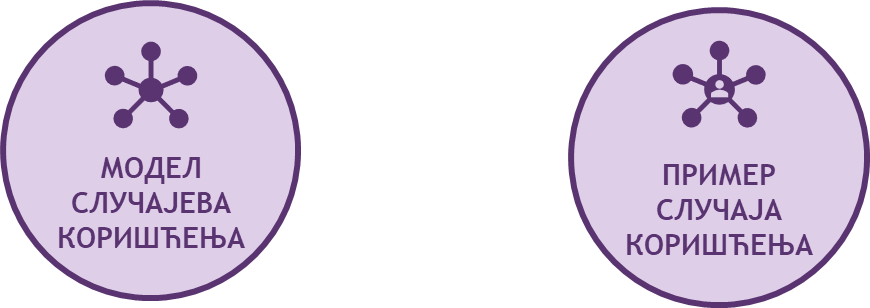 МОДЕЛ
СЛУЧАЈЕВА
КОРИШЋЕЊА
ПРИМЕР
СЛУЧАЈА
КОРИШЋЕЊА